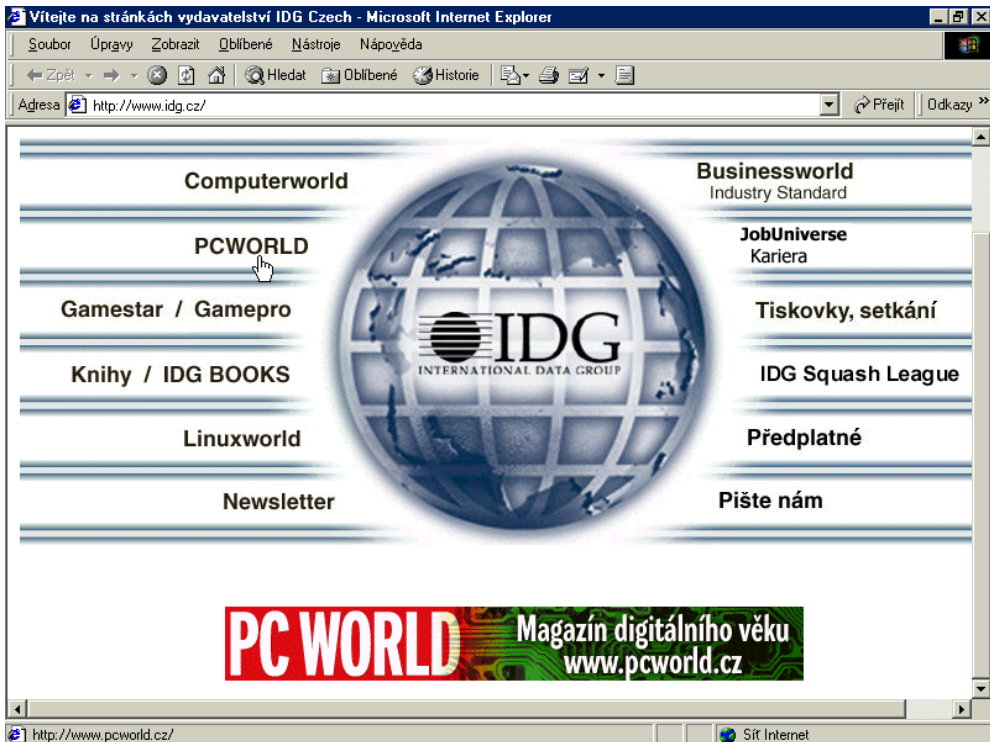 Vítejte na stránkách vydavatelství IDG Czech - Microsoft Internet Explorer
Soubor Úpravy Zobrazit Oblíbené Nástroje Nápověda
Zpět Hledat Oblíbené Historie
Adresa http://www.idg.cz/ Přejít Odkazy »
Computerworld
Businessworld
Industry Standard
PCWORLD
JobUniverse
Kariera
Gamestar / Gamepro
Tiskovky, setkání
IDG
INTERNATIONAL DATA GROUP
Knihy / IDG BOOKS
IDG Squash League
Linuxworld
Předplatné
Newsletter
Pište nám
PC WORLD
Magazín digitálního věku
www.pcworld.cz
http://www.pcworld.cz/ Síť Internet